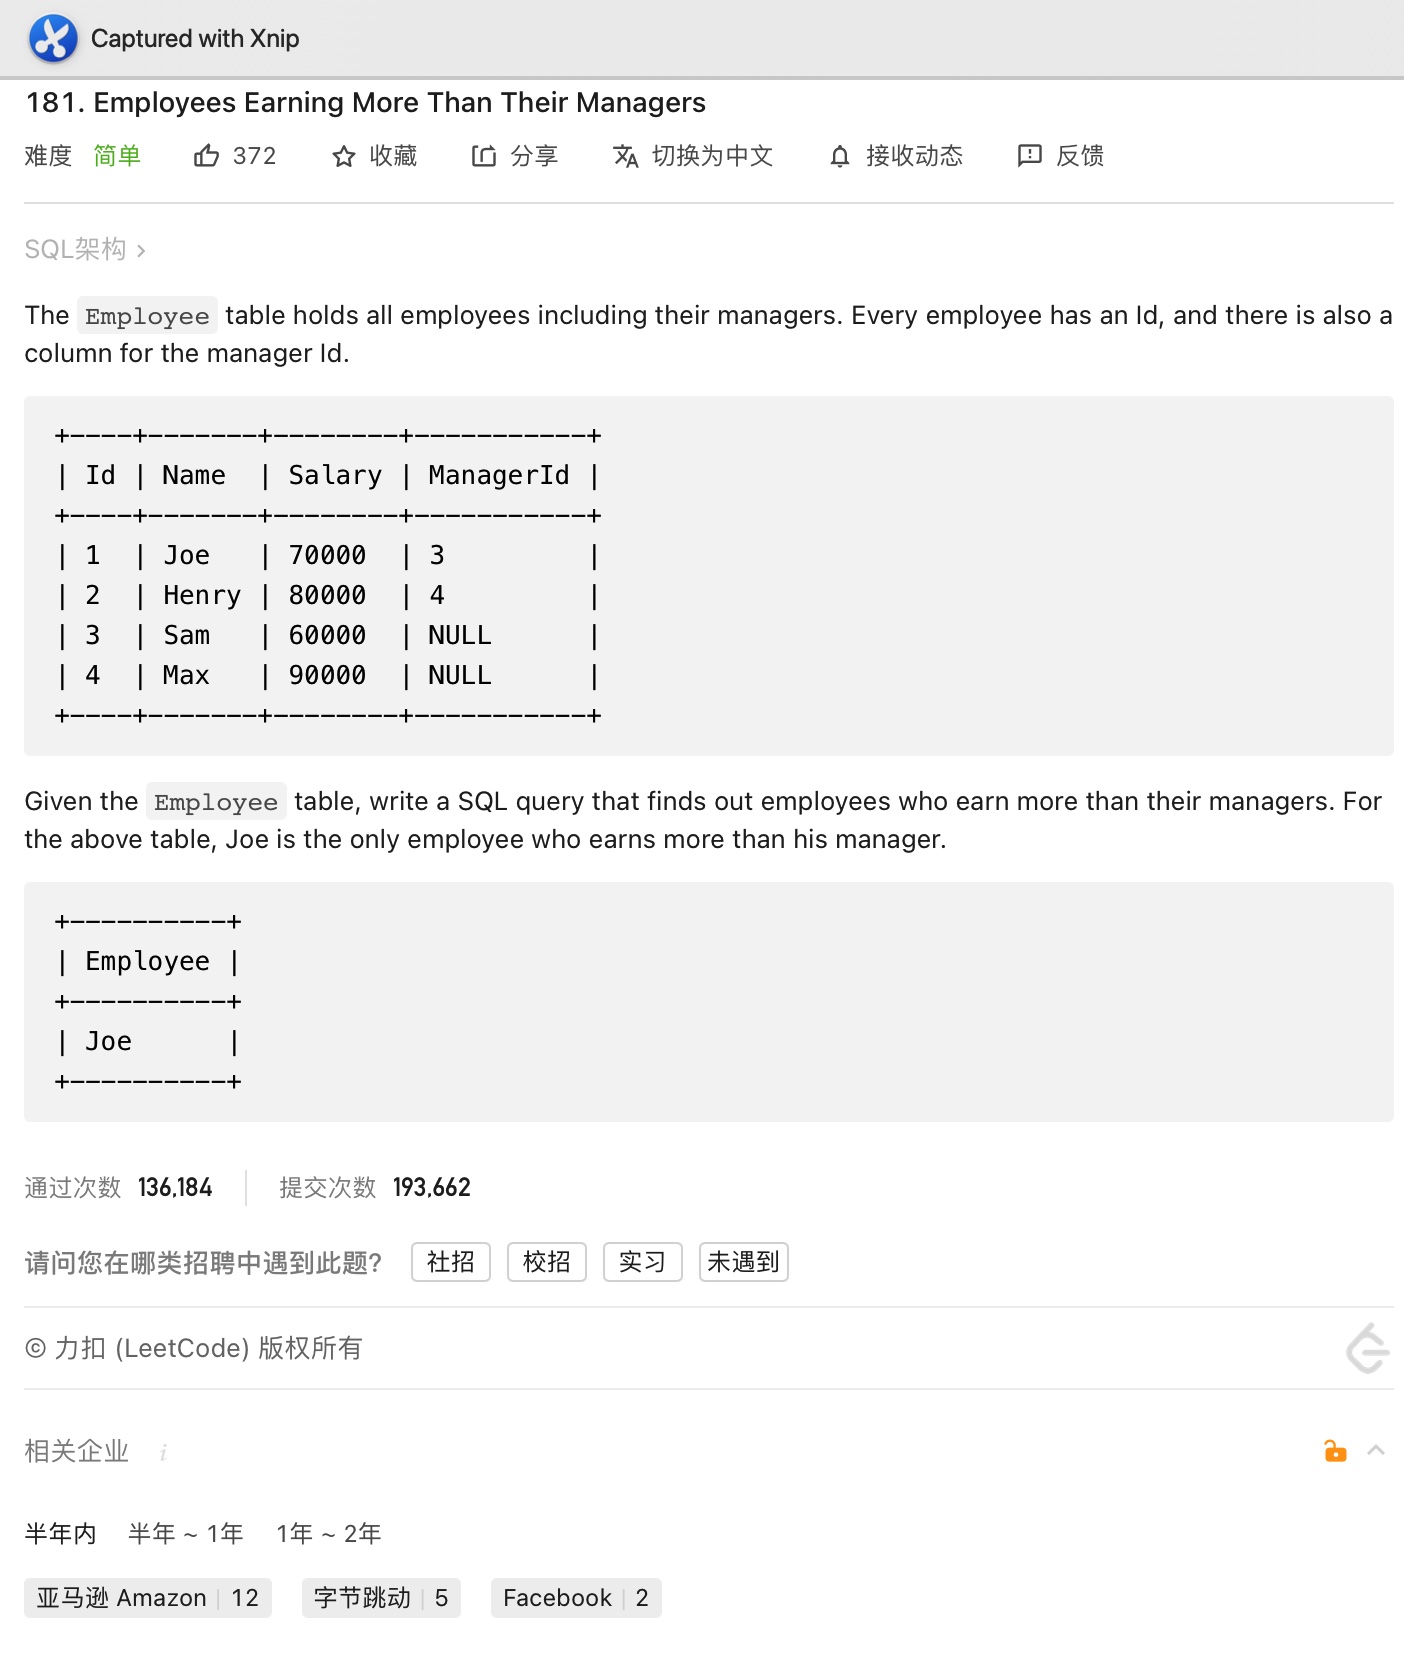 Captured with Xnip
181. Employees Earning More Than Their Managers
难度 简单 372 收藏 分享 切换为中文 接收动态 反馈
SQL架构 >
The Employee table holds all employees including their managers. Every employee has an Id, and there is also a
column for the manager Id.
+----+-------+--------+-----------+
| Id | Name  | Salary | ManagerId |
+----+-------+--------+-----------+
| 1  | Joe   | 70000  | 3         |
| 2  | Henry | 80000  | 4         |
| 3  | Sam   | 60000  | NULL      |
| 4  | Max   | 90000  | NULL      |
+----+-------+--------+-----------+
Given the Employee table, write a SQL query that finds out employees who earn more than their managers. For
the above table, Joe is the only employee who earns more than his manager.
+----------+
| Employee |
+----------+
| Joe      |
+----------+
通过次数 136,184 提交次数 193,662
请问您在哪类招聘中遇到此题? 社招 校招 实习 未遇到
© 力扣 (LeetCode) 版权所有
相关企业 i
半年内 半年 ~ 1年 1年 ~ 2年
亚马逊 Amazon | 12 字节跳动 | 5 Facebook | 2